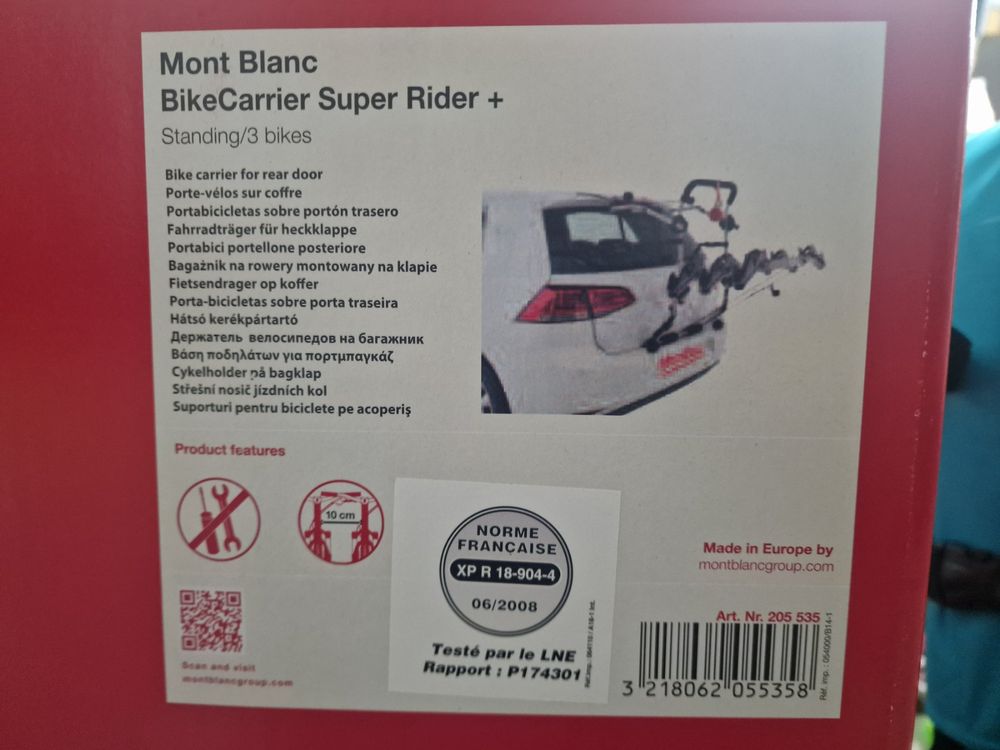 Mont Blanc
BikeCarrier Super Rider +
Standing/3 bikes
Bike carrier for rear door
Porte-vélos sur coffre
Portabicicletas sobre portón trasero
Fahrradträger für heckklappe
Portabici portellone posteriore
Bagażnik na rowery montowany na klapie
Fietsendrager op koffer
Porta-bicicletas sobre porta traseira
Hátsó kerékpártartó
Держатель велосипедов на багажник
Βάση ποδηλάτων για πορτμπαγκάζ
Cykelholder på bagklap
Střešní nosič jízdních kol
Suporturi pentru biciclete pe acoperiş
Product features
10 cm
NORME
FRANÇAISE
XP R 18-904-4
06/2008
Testé par le LNE
Rapport : P174301
Made in Europe by
montblancgroup.com
Art. Nr. 205 535
3 218062 055358
Réf. imp. : 054000/B14-1
Scan and visit
montblancgroup.com